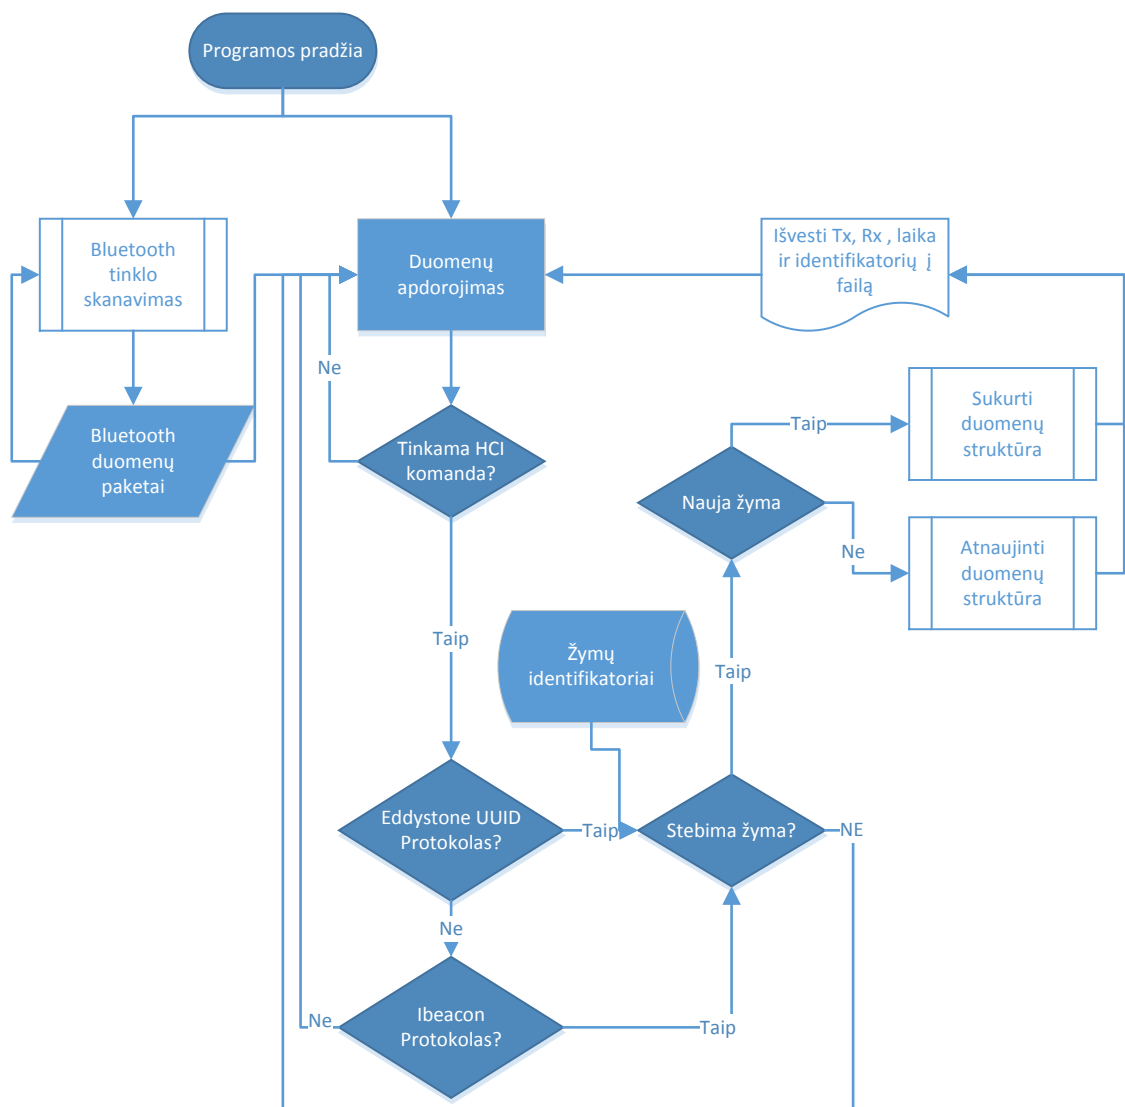 Programos pradžia
Bluetooth
tinklo
skanavimas
Duomenų
apdorojimas
Išvesti Tx, Rx , laika
ir identifikatorių į
failą
Ne
Bluetooth
duomenų
paketai
Tinkama HCI
komanda?
Taip
Sukurti
duomenų
struktūra
Nauja žyma
Ne
Atnaujinti
duomenų
struktūra
Taip
Žymų
identifikatoriai
Taip
Eddystone UUID
Protokolas?
Taip
Stebima žyma?
NE
Ne
Ibeacon
Protokolas?
Ne
Taip